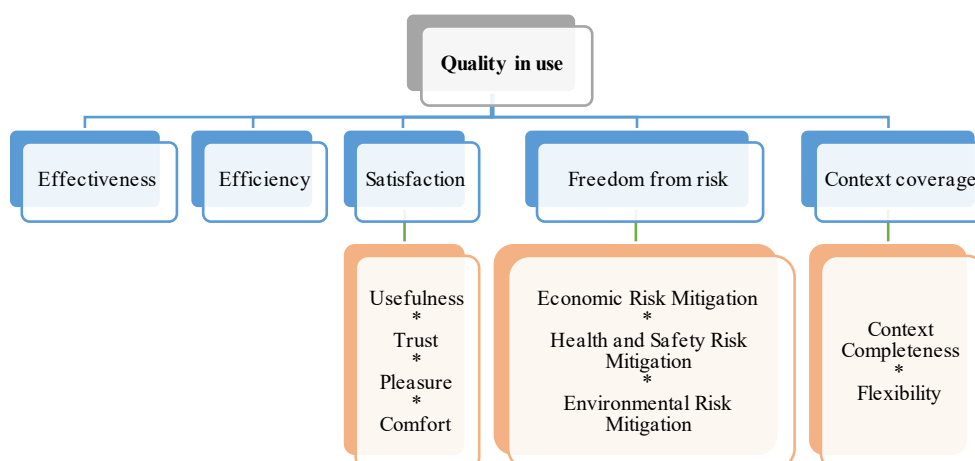 Quality in use
Effectiveness
Efficiency
Satisfaction
Freedom from risk
Context coverage
Usefulness
*
Trust
*
Pleasure
*
Comfort
Economic Risk Mitigation
*
Health and Safety Risk
Mitigation
*
Environmental Risk
Mitigation
Context
Completeness
*
Flexibility